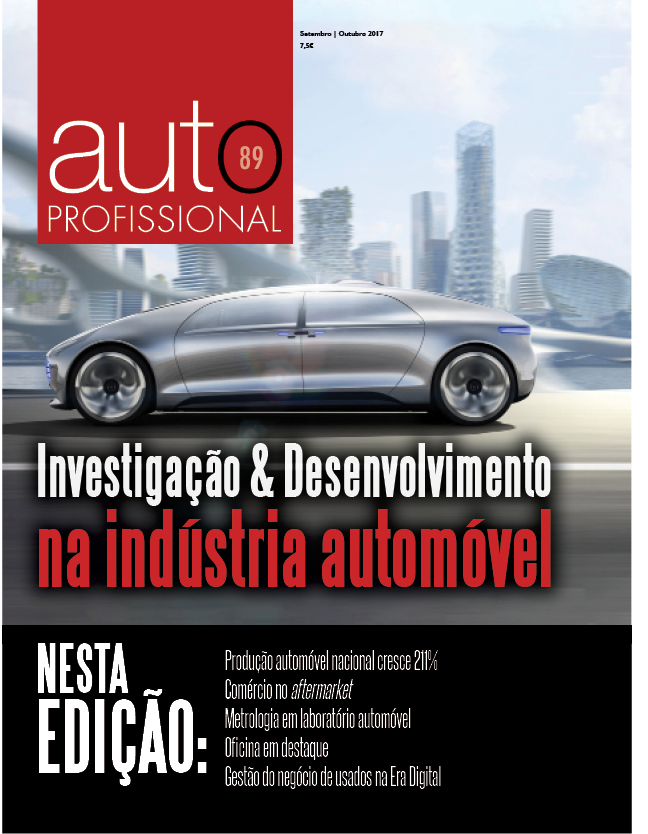 Setembro | Outubro 2017
7,5€
auto
89
PROFISSIONAL
Investigação & Desenvolvimento
na indústria automóvel
NESTA
EDIÇÃO:
Produção automóvel nacional cresce 211%
Comércio no aftermarket
Metrologia em laboratório automóvel
Oficina em destaque
Gestão do negócio de usados na Era Digital